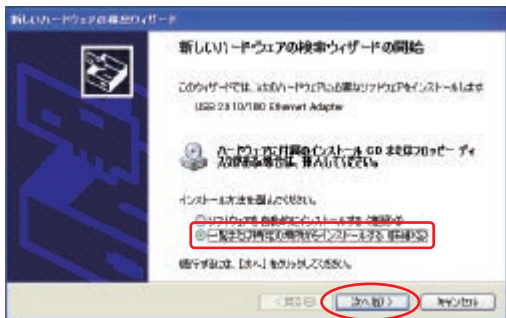 新しいハードウェアの検索ウィザード
新しいハードウェアの検索ウィザードの開始
このウィザードでは、次のハードウェアに必要なソフトウェアをインストールします
USB 2.0 10/100 Ethernet Adapter
ハードウェアに付属のインストール CD またはフロッピー ディ
スクがある場合は、挿入してください。
インストール方法を選んでください。
ソフトウェアを自動的にインストールする (推奨)
一覧または特定の場所からインストールする (詳細)(S)
続行するには、[次へ] をクリックしてください。
< 戻る(B)
次へ(N) >
キャンセル